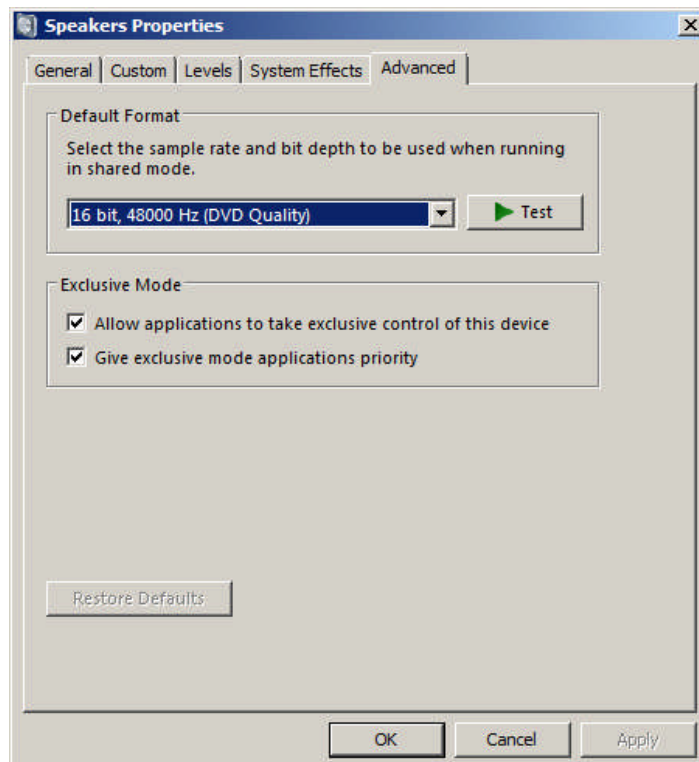 Speakers Properties
General Custom Levels System Effects Advanced
Default Format
Select the sample rate and bit depth to be used when running
in shared mode.
16 bit, 48000 Hz (DVD Quality) Test
Exclusive Mode
Allow applications to take exclusive control of this device
Give exclusive mode applications priority
Restore Defaults
OK Cancel Apply